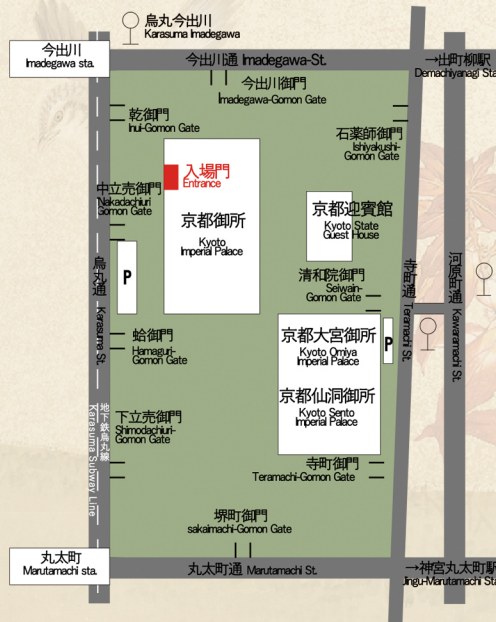 烏丸今出川
Karasuma Imadegawa
今出川
Imadegawa sta.
今出川通 Imadegawa-St.
→出町柳駅
Demachiyanagi Sta
今出川御門
Imadegawa-Gomon Gate
乾御門
Inui-Gomon Gate
石薬師御門
Ishiyakushi-
Gomon Gate
入場門
Entrance
中立売御門
Nakadachiuri
Gomon Gate
京都御所
Kyoto
Imperial Palace
京都迎賓館
Kyoto State
Guest House
烏丸通
Karasuma St.
P
清和院御門
Seiwain-
Gomon Gate
寺町通
Teramachi St.
河原町通
Kawaramachi St.
蛤御門
Hamaguri-
Gomon Gate
京都大宮御所
Kyoto Omiya
Imperial Palace
P
京都仙洞御所
Kyoto Sento
Imperial Palace
地下鉄烏丸線
Karasuma Subway Line
下立売御門
Shimodachiuri-
Gomon Gate
寺町御門
Teramachi-Gomon Gate
堺町御門
sakaimachi-Gomon Gate
丸太町
Marutamachi sta.
丸太町通 Marutamachi St.
→神宮丸太町駅
Jingu-Marutamachi Sta